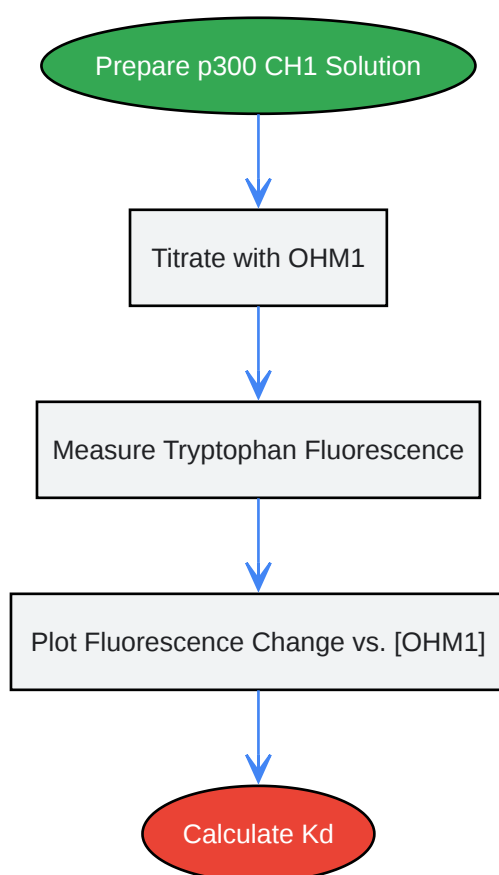 Prepare p300 CH1 Solution
Titrate with OHM1
Measure Tryptophan Fluorescence
Plot Fluorescence Change vs. [OHM1]
Calculate Kd